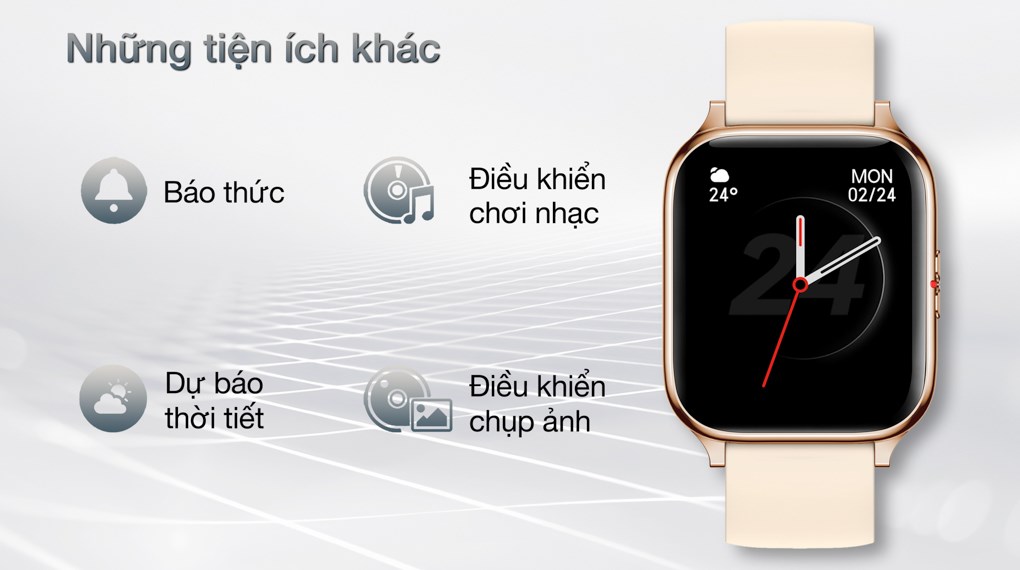 Những tiện ích khác
Báo thức
Điều khiển
chơi nhạc
Dự báo
thời tiết
Điều khiển
chụp ảnh
24°
MON
02/24
24